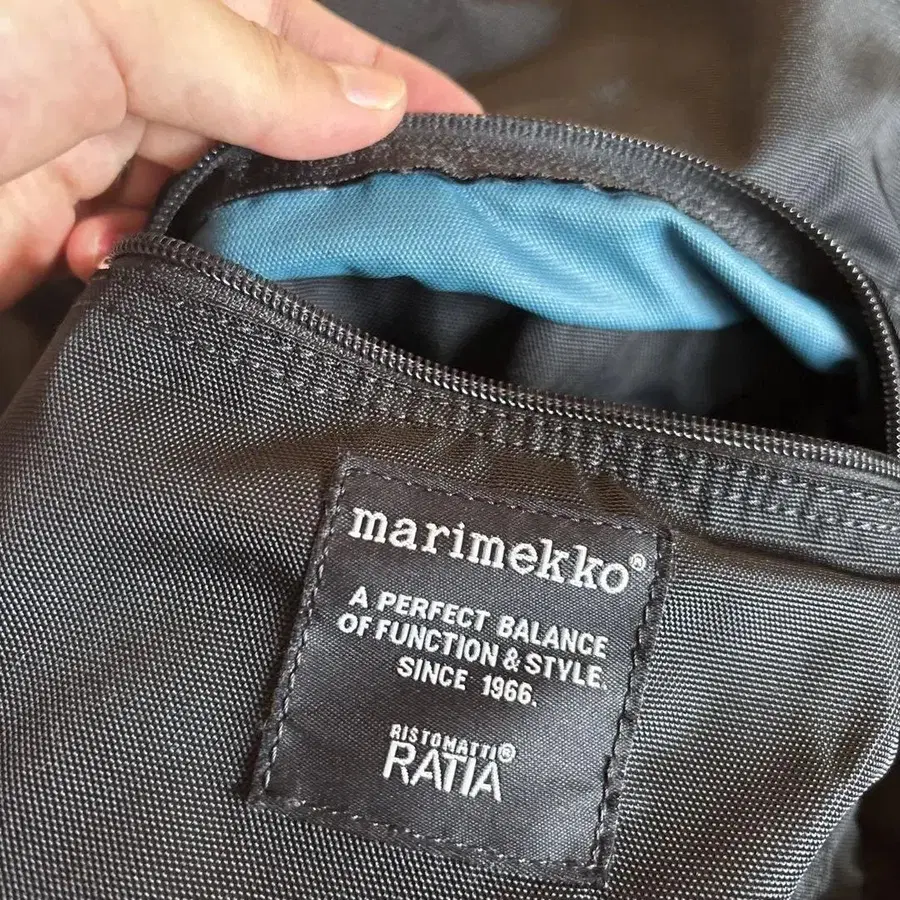 marimekko®
A PERFECT BALANCE
OF FUNCTION & STYLE.
SINCE 1966.
RISTOMATTI®
RATIA